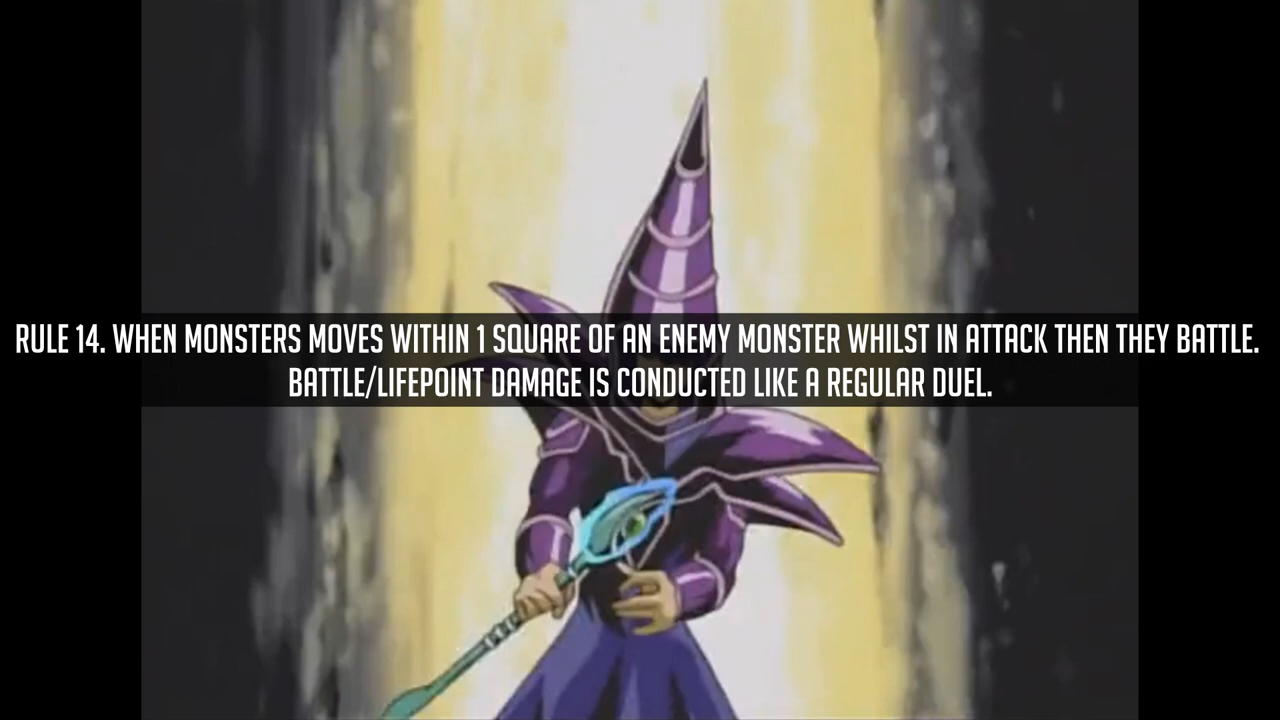 RULE 14. WHEN MONSTERS MOVES WITHIN 1 SQUARE OF AN ENEMY MONSTER WHILST IN ATTACK THEN THEY BATTLE.
BATTLE/LIFEPOINT DAMAGE IS CONDUCTED LIKE A REGULAR DUEL.